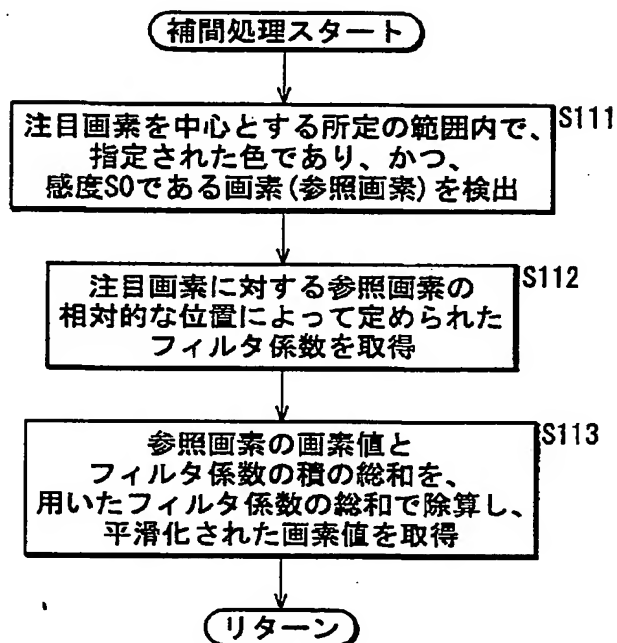 補間処理スタート
S111
注目画素を中心とする所定の範囲内で、
指定された色であり、かつ、
感度S0である画素(参照画素)を検出
S112
注目画素に対する参照画素の
相対的な位置によって定められた
フィルタ係数を取得
S113
参照画素の画素値と
フィルタ係数の積の総和を、
用いたフィルタ係数の総和で除算し、
平滑化された画素値を取得
リターン